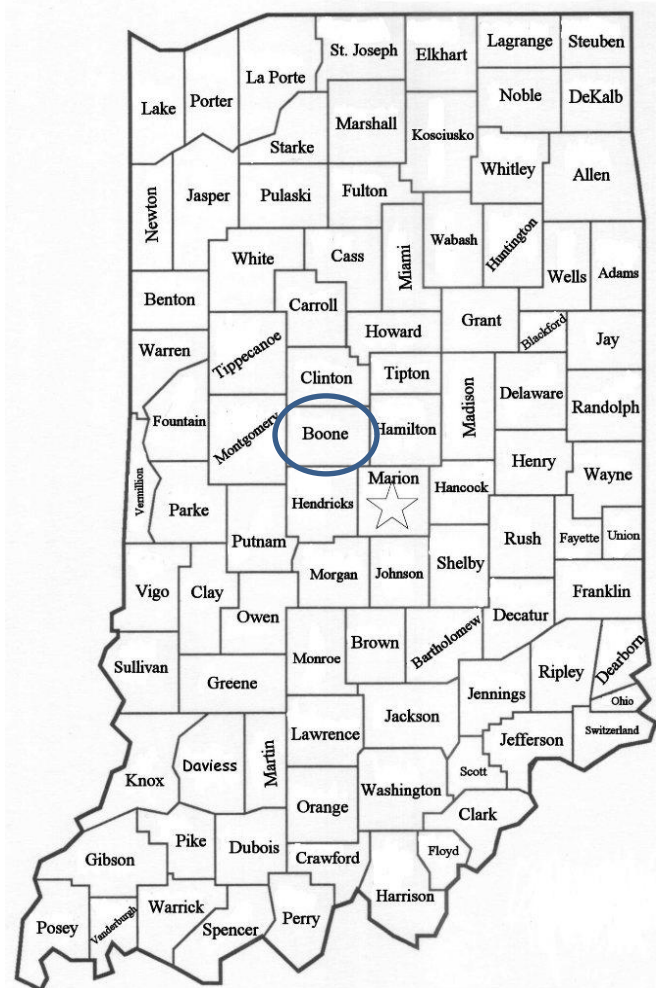 St. Joseph
Elkhart
Lagrange
Steuben
La Porte
Lake
Porter
Noble
DeKalb
Marshall
Kosciusko
Starke
Whitley
Allen
Newton
Jasper
Pulaski
Fulton
White
Cass
Miami
Wabash
Huntington
Wells
Adams
Benton
Carroll
Howard
Grant
Blackford
Jay
Warren
Tippecanoe
Clinton
Tipton
Madison
Delaware
Randolph
Fountain
Montgomery
Boone
Hamilton
Henry
Wayne
Vermillion
Parke
Hendricks
Marion
Hancock
Putnam
Rush
Fayette
Union
Vigo
Clay
Morgan
Johnson
Shelby
Franklin
Owen
Decatur
Sullivan
Greene
Monroe
Brown
Bartholomew
Ripley
Dearborn
Jennings
Ohio
Jackson
Lawrence
Jefferson
Switzerland
Knox
Daviess
Martin
Scott
Washington
Orange
Clark
Pike
Dubois
Gibson
Crawford
Floyd
Harrison
Posey
Vanderburgh
Warrick
Spencer
Perry